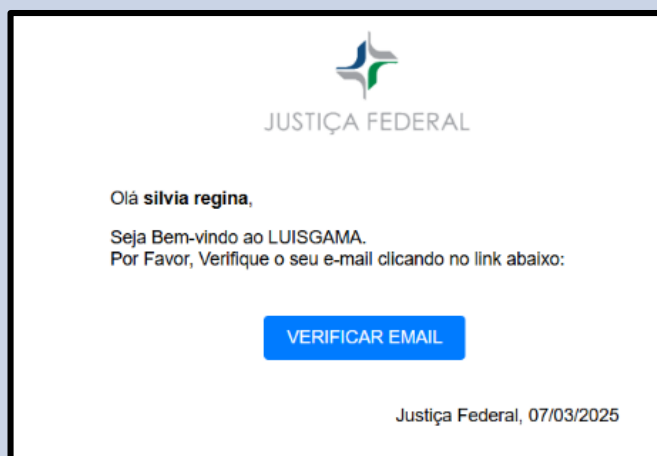 JUSTIÇA FEDERAL
Olá silvia regina,
Seja Bem-vindo ao LUISGAMA.
Por Favor, Verifique o seu e-mail clicando no link abaixo:
VERIFICAR EMAIL
Justiça Federal, 07/03/2025